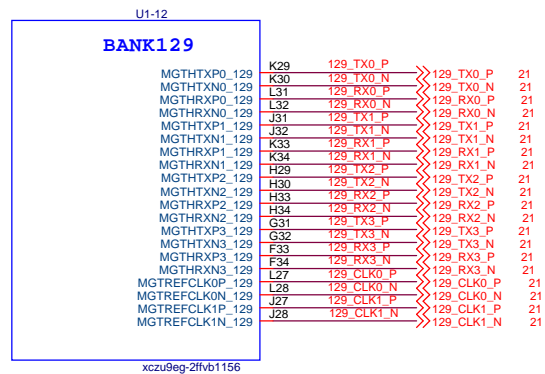 U1-12
BANK129
MGTHTXP0_129 K29 129_TX0_P 129_TX0_P 21
MGTHTXN0_129 K30 129_TX0_N 129_TX0_N 21
MGTHRXP0_129 L31 129_RX0_P 129_RX0_P 21
MGTHRXN0_129 L32 129_RX0_N 129_RX0_N 21
MGTHTXP1_129 J31 129_TX1_P 129_TX1_P 21
MGTHTXN1_129 J32 129_TX1_N 129_TX1_N 21
MGTHRXP1_129 K33 129_RX1_P 129_RX1_P 21
MGTHRXN1_129 K34 129_RX1_N 129_RX1_N 21
MGTHTXP2_129 H29 129_TX2_P 129_TX2_P 21
MGTHTXN2_129 H30 129_TX2_N 129_TX2_N 21
MGTHRXP2_129 H33 129_RX2_P 129_RX2_P 21
MGTHRXN2_129 H34 129_RX2_N 129_RX2_N 21
MGTHTXP3_129 G31 129_TX3_P 129_TX3_P 21
MGTHTXN3_129 G32 129_TX3_N 129_TX3_N 21
MGTHRXP3_129 F33 129_RX3_P 129_RX3_P 21
MGTHRXN3_129 F34 129_RX3_N 129_RX3_N 21
MGTREFCLK0P_129 L27 129_CLK0_P 129_CLK0_P 21
MGTREFCLK0N_129 L28 129_CLK0_N 129_CLK0_N 21
MGTREFCLK1P_129 J27 129_CLK1_P 129_CLK1_P 21
MGTREFCLK1N_129 J28 129_CLK1_N 129_CLK1_N 21
xczu9eg-2ffvb1156